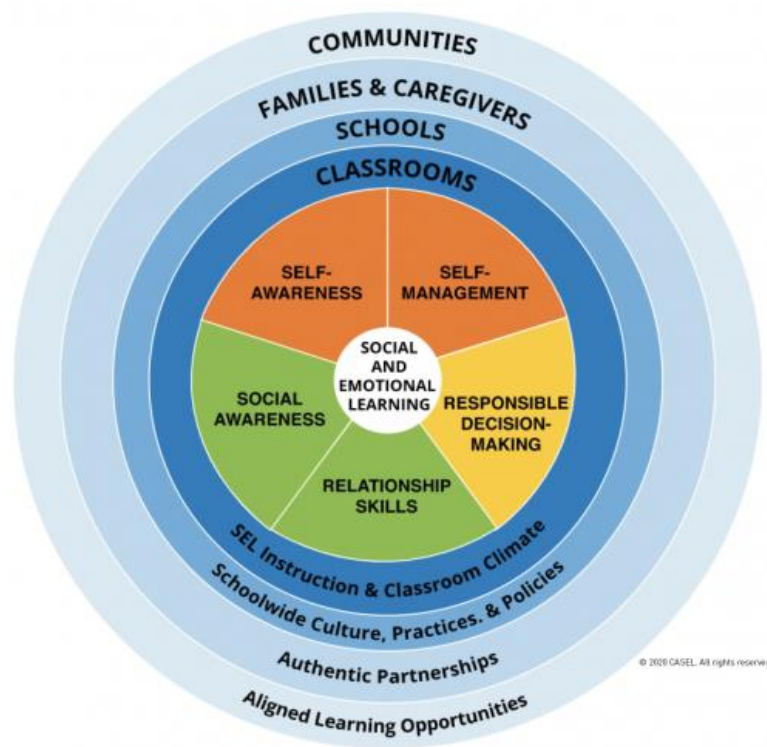 COMMUNITIES
FAMILIES & CAREGIVERS
SCHOOLS
CLASSROOMS
SELF-
AWARENESS
SELF-
MANAGEMENT
SOCIAL
AND
EMOTIONAL
LEARNING
SOCIAL
AWARENESS
RESPONSIBLE
DECISION-
MAKING
RELATIONSHIP
SKILLS
SEL Instruction & Classroom Climate
Schoolwide Culture, Practices. & Policies
Authentic Partnerships
Aligned Learning Opportunities
© 2020 CASEL. All rights reserve